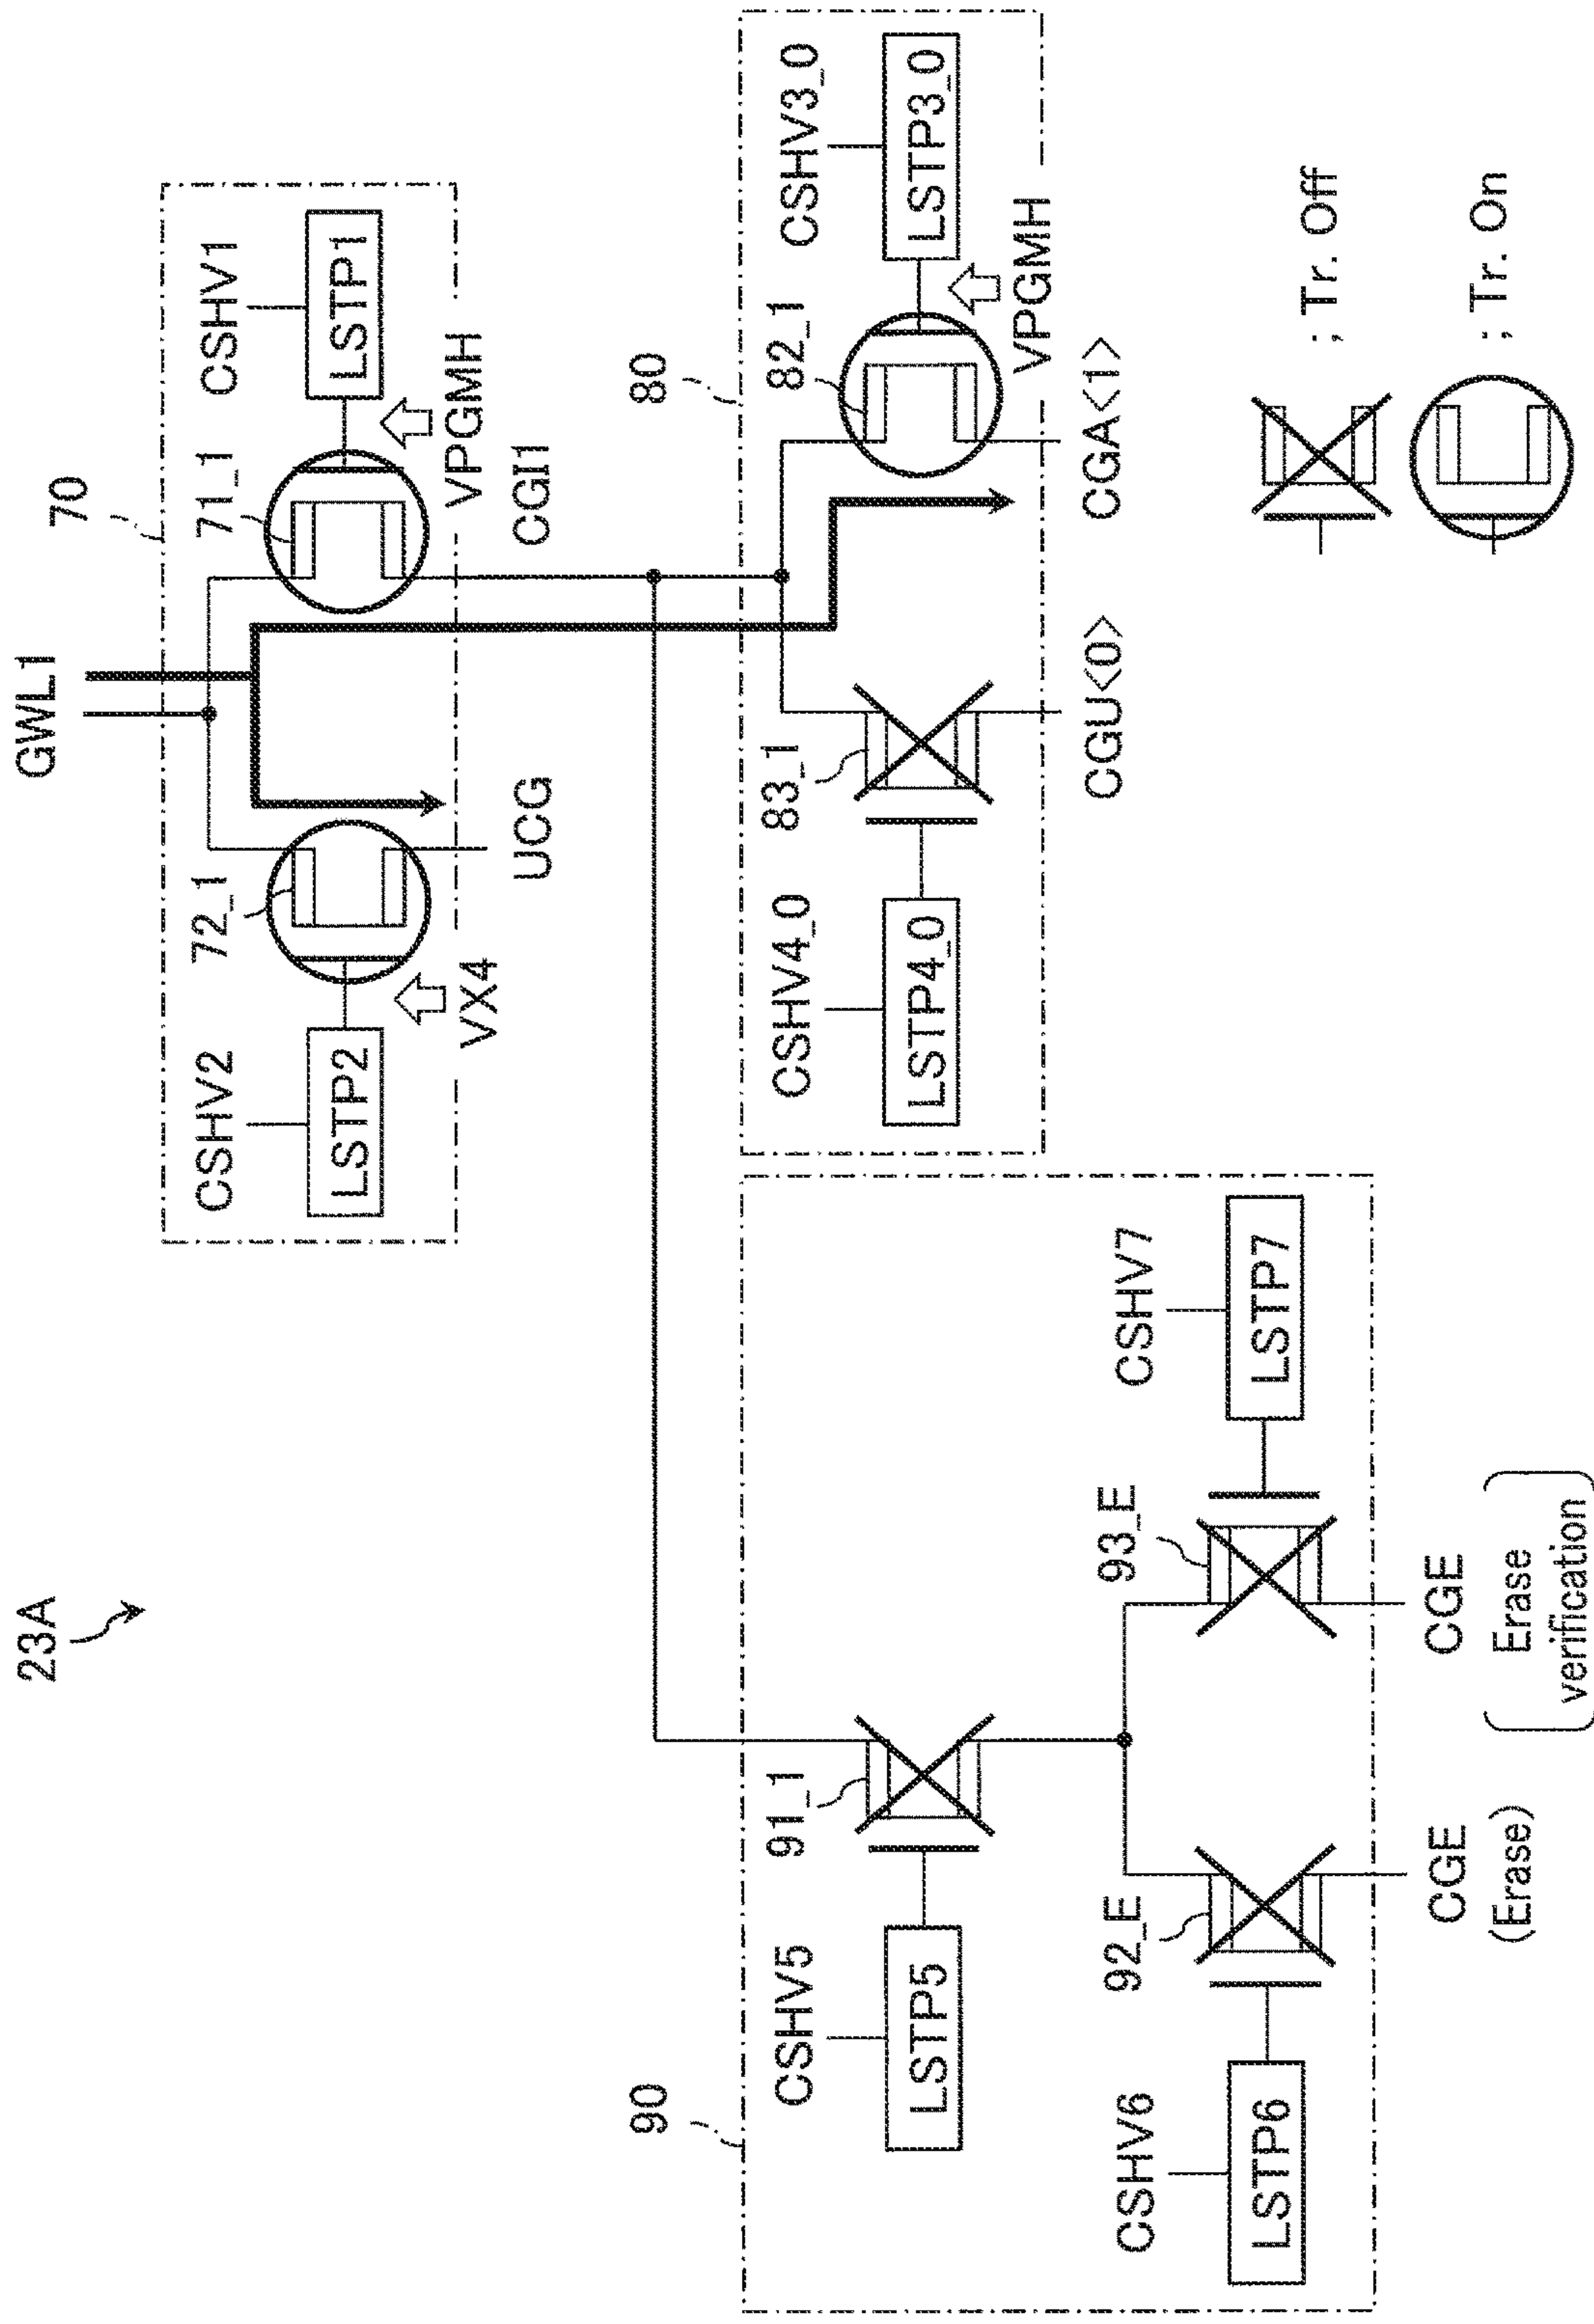 23A
GWL1
70
CSHV2
LSTP2
72_1
VX4
UCG
71_1
CSHV1
LSTP1
VPGMH
CGI1
80
CSHV4_0
LSTP4_0
83_1
CGU<0>
82_1
CSHV3_0
LSTP3_0
VPGMH
CGA<1>
90
CSHV5
LSTP5
91_1
CSHV6
LSTP6
92_E
93_E
CSHV7
LSTP7
CGE
(Erase)
CGE
(Erase
verification)
; Tr. Off
; Tr. On